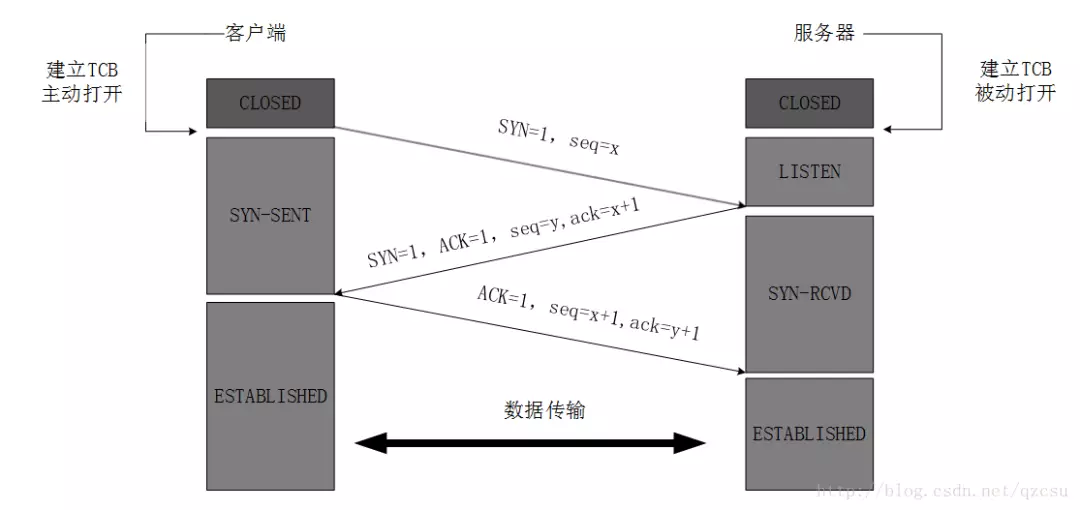 客户端
服务器
建立TCB
主动打开
建立TCB
被动打开
CLOSED
CLOSED
SYN=1, seq=x
LISTEN
SYN-SENT
SYN=1, ACK=1, seq=y,ack=x+1
ACK=1, seq=x+1,ack=y+1
SYN-RCVD
ESTABLISHED
数据传输
ESTABLISHED
http://blog.csdn.net/qzcsu